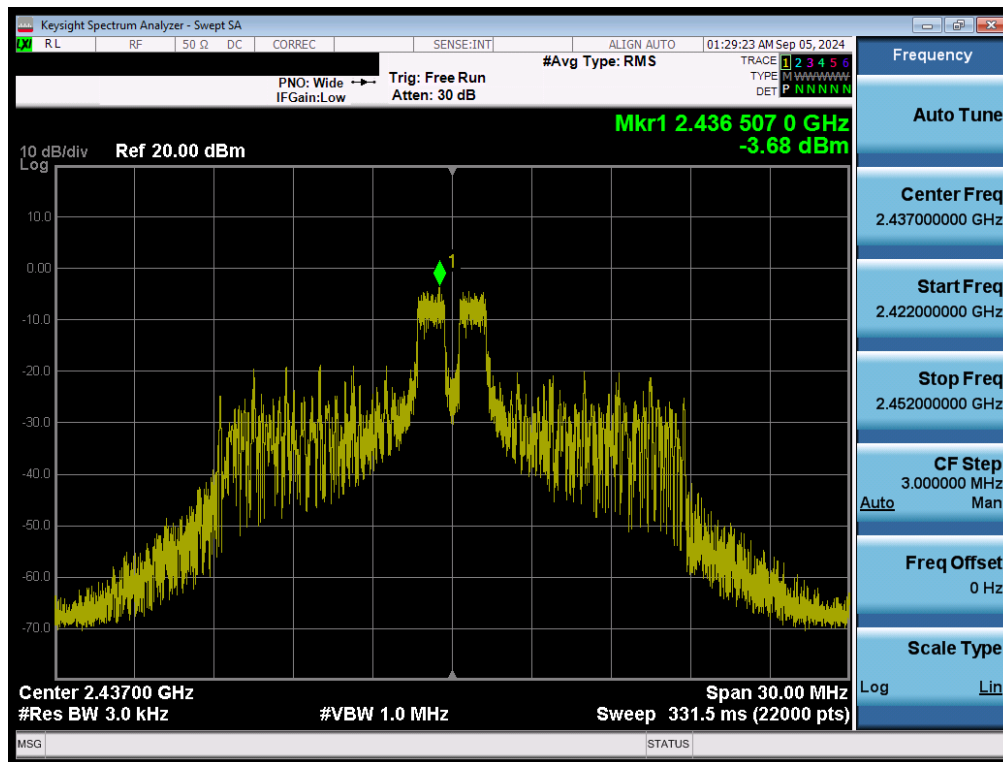 Keysight Spectrum Analyzer - Swept SA
LXI RL RF 50 Ω DC CORREC SENSE:INT ALIGN AUTO 01:29:23 AM Sep 05, 2024
PNO: Wide
IFGain:Low
Trig: Free Run
Atten: 30 dB
#Avg Type: RMS
TRACE 1 2 3 4 5 6
TYPE M WWWWW
DET P N N N N N
Mkr1 2.436 507 0 GHz
-3.68 dBm
10 dB/div Ref 20.00 dBm
Log
10.0
0.00
-10.0
-20.0
-30.0
-40.0
-50.0
-60.0
-70.0
1
Center 2.43700 GHz Span 30.00 MHz
#Res BW 3.0 kHz #VBW 1.0 MHz Sweep 331.5 ms (22000 pts)
MSG STATUS
Frequency
Auto Tune
Center Freq
2.437000000 GHz
Start Freq
2.422000000 GHz
Stop Freq
2.452000000 GHz
CF Step
3.000000 MHz
Auto Man
Freq Offset
0 Hz
Scale Type
Log Lin